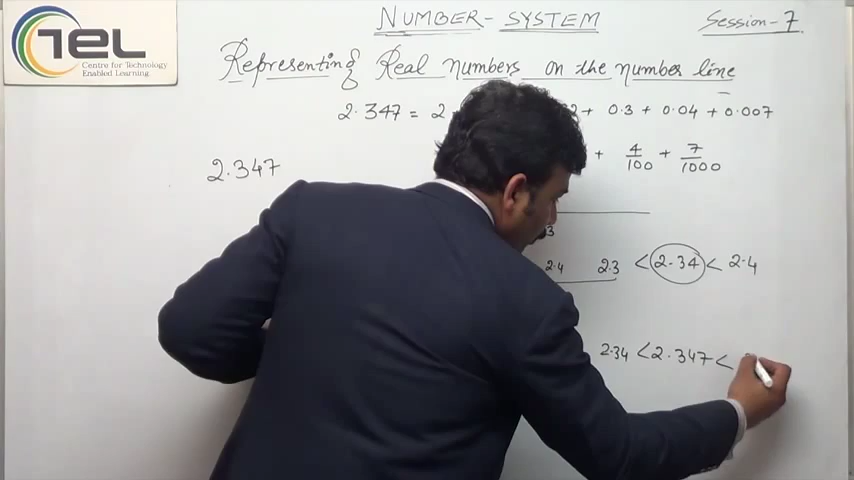 TEL
Centre for Technology
Enabled Learning
NUMBER-SYSTEM
Session-7
Representing Real numbers on the number line
2.347 = 2. 2 + 0.3 + 0.04 + 0.007
+ 4/100 + 7/1000
2.347
3
2.4
2.3 < 2.34 < 2.4
2.34 < 2.347 <